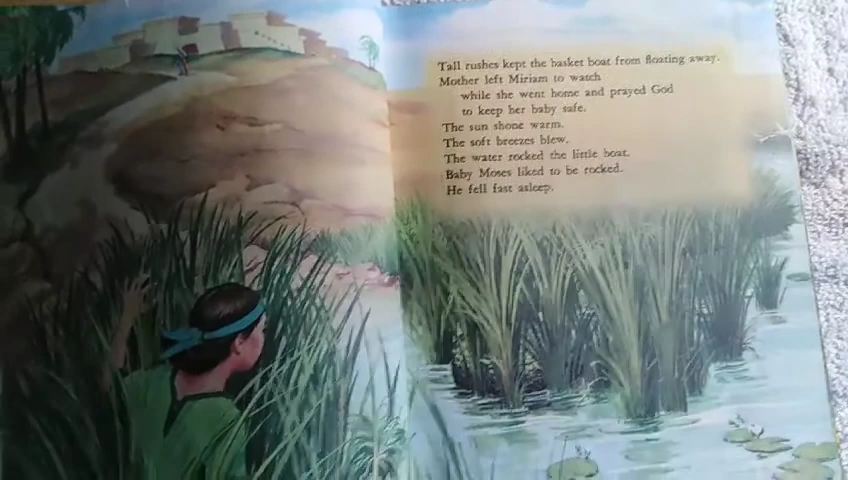 Tall rushes kept the basket boat from floating away.
Mother left Miriam to watch
while she went home and prayed God
to keep her baby safe.
The sun shone warm.
The soft breezes blew.
The water rocked the little boat.
Baby Moses liked to be rocked.
He fell fast asleep.